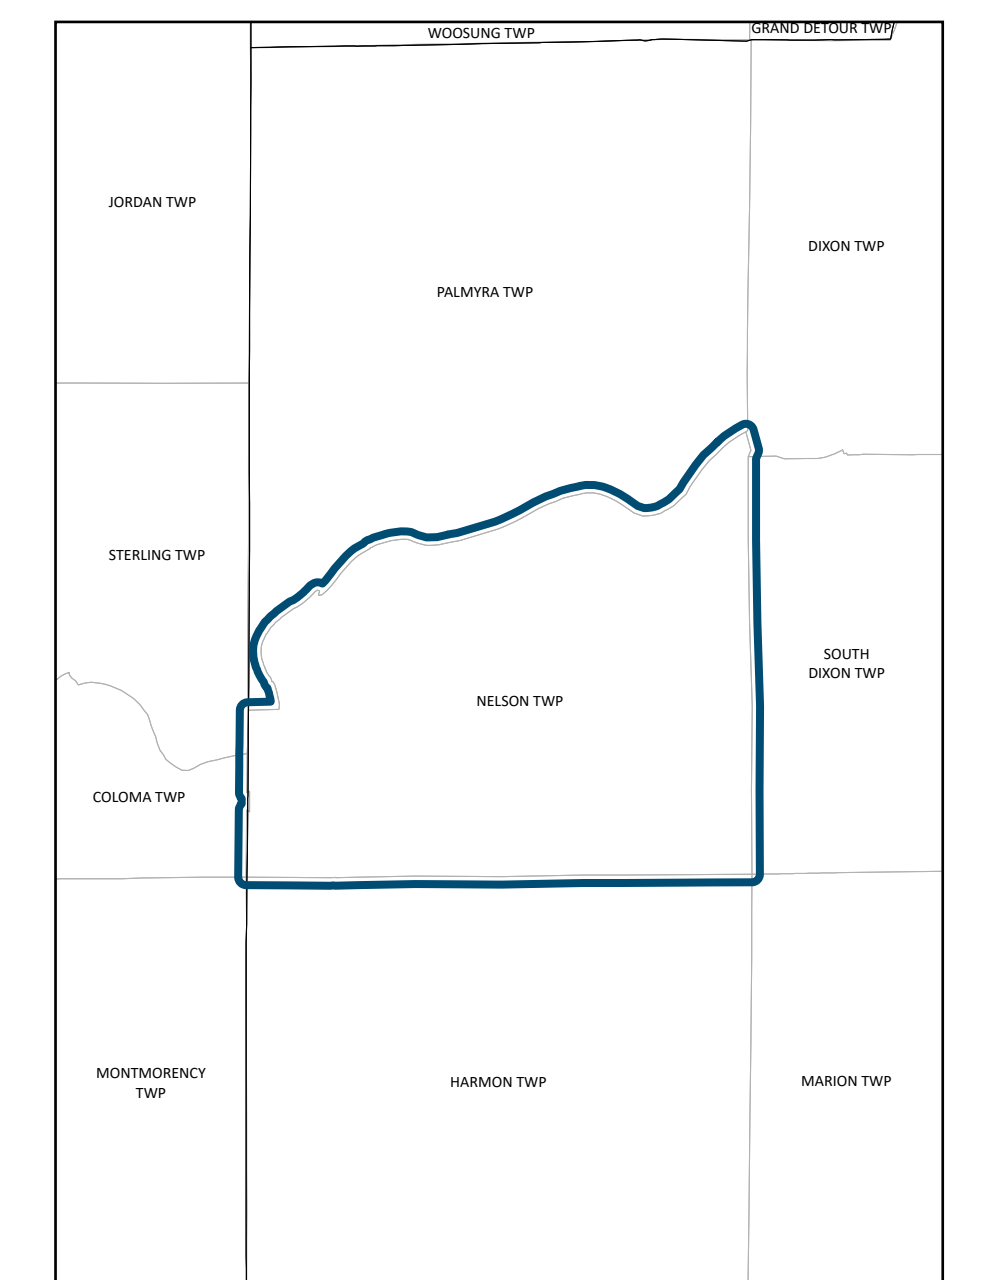 WOOSUNG TWP
GRAND DETOUR TWP
JORDAN TWP
DIXON TWP
PALMYRA TWP
STERLING TWP
SOUTH
DIXON TWP
NELSON TWP
COLOMA TWP
MONTMORENCY
TWP
HARMON TWP
MARION TWP